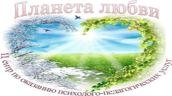 Планета любви
Центр по оказанию психолого-педагогических услуг